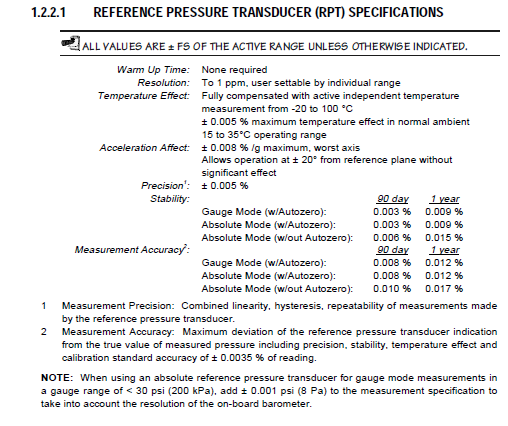 1.2.2.1 REFERENCE PRESSURE TRANSDUCER (RPT) SPECIFICATIONS
ALL VALUES ARE ± FS OF THE ACTIVE RANGE UNLESS OTHERWISE INDICATED.
Warm Up Time: None required
Resolution: To 1 ppm, user settable by individual range
Temperature Effect: Fully compensated with active independent temperature
measurement from -20 to 100 °C
± 0.005 % maximum temperature effect in normal ambient
15 to 35°C operating range
Acceleration Affect: ± 0.008 % /g maximum, worst axis
Allows operation at ± 20° from reference plane without
significant effect
Precision¹: ± 0.005 %
Stability: 90 day 1 year
Gauge Mode (w/Autozero): 0.003 % 0.009 %
Absolute Mode (w/Autozero): 0.003 % 0.009 %
Absolute Mode (w/out Autozero): 0.006 % 0.015 %
Measurement Accuracy²: 90 day 1 year
Gauge Mode (w/Autozero): 0.008 % 0.012 %
Absolute Mode (w/Autozero): 0.008 % 0.012 %
Absolute Mode (w/out Autozero): 0.010 % 0.017 %
1 Measurement Precision: Combined linearity, hysteresis, repeatability of measurements made
by the reference pressure transducer.
2 Measurement Accuracy: Maximum deviation of the reference pressure transducer indication
from the true value of measured pressure including precision, stability, temperature effect and
calibration standard accuracy of ± 0.0035 % of reading.
NOTE: When using an absolute reference pressure transducer for gauge mode measurements in
a gauge range of < 30 psi (200 kPa), add ± 0.001 psi (8 Pa) to the measurement specification to
take into account the resolution of the on-board barometer.